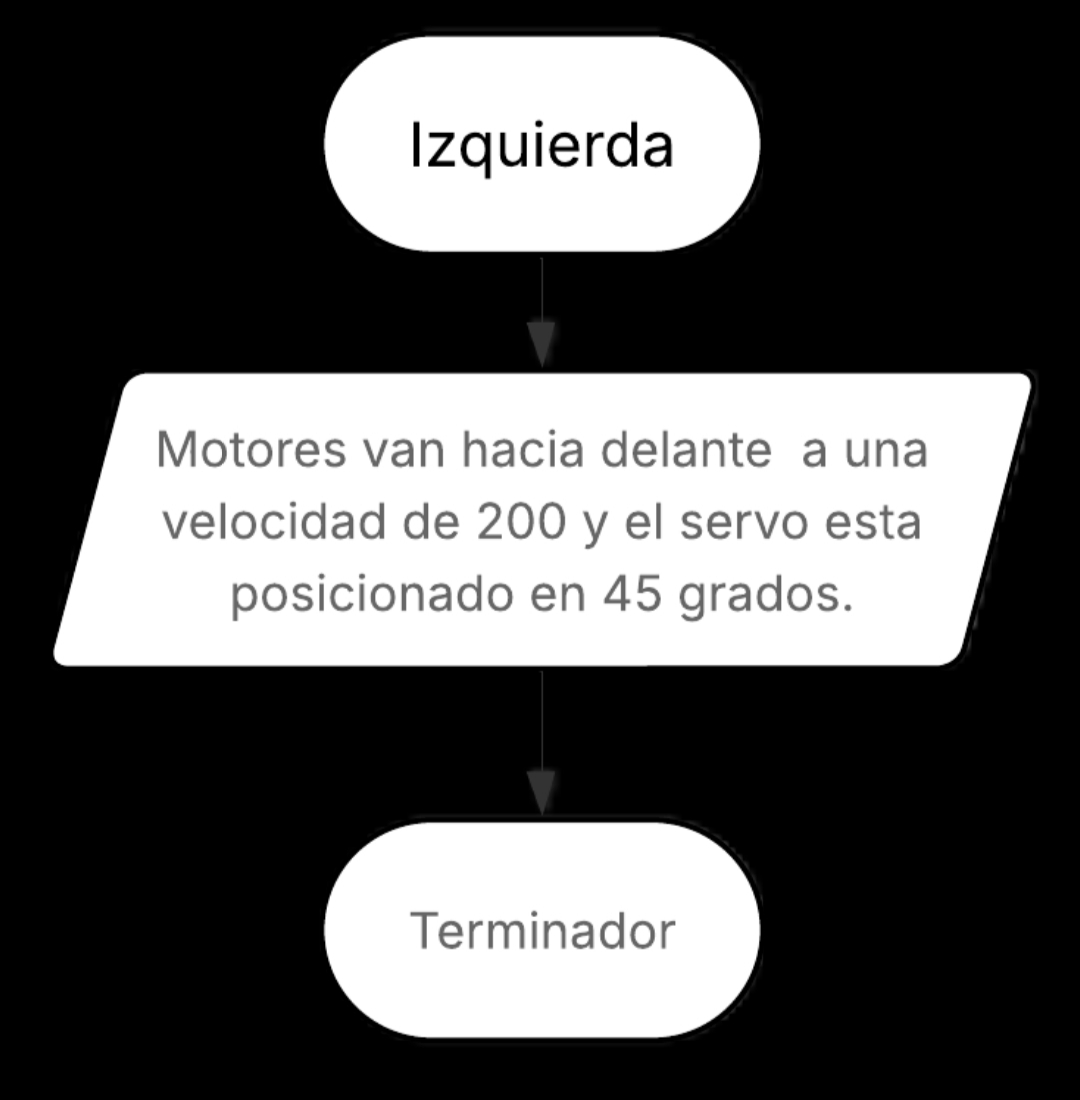 Izquierda
Motores van hacia delante  a una
velocidad de 200 y el servo esta
posicionado en 45 grados.
Terminador